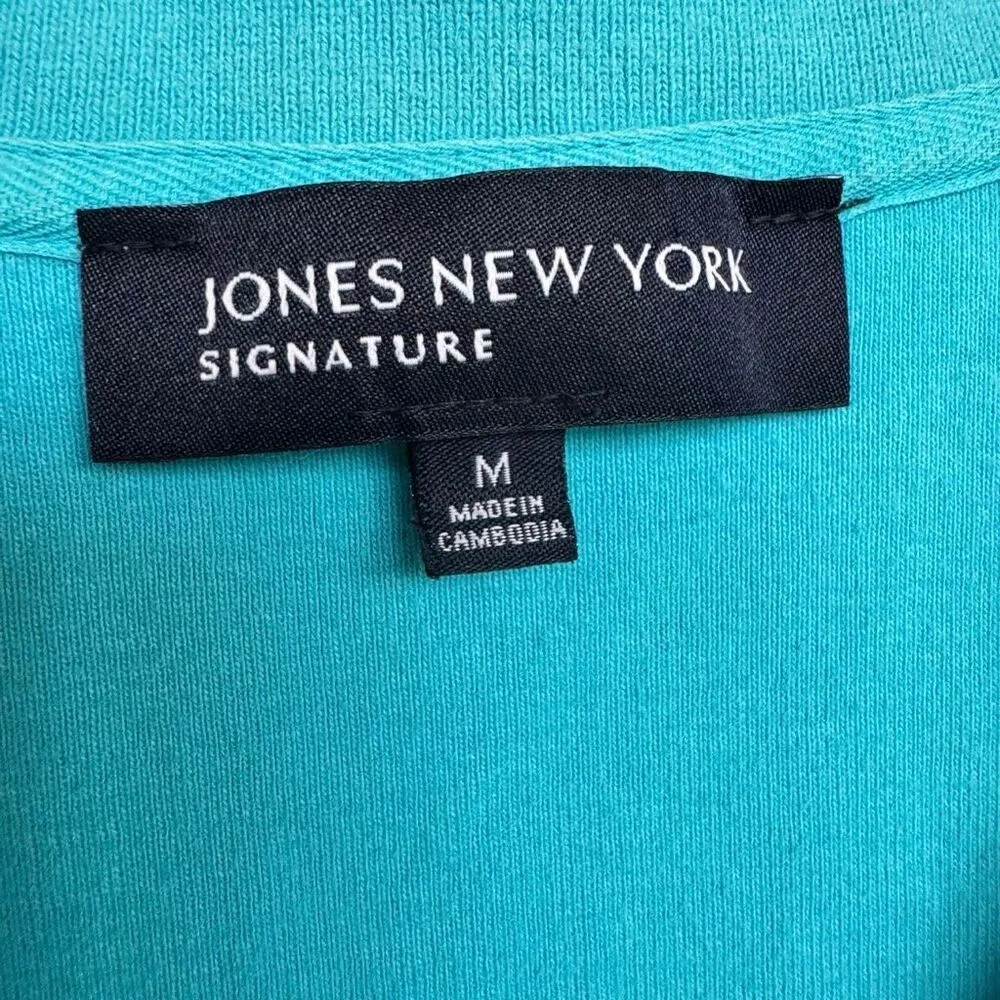 JONES NEW YORK
SIGNATURE
M
MADE IN
CAMBODIA